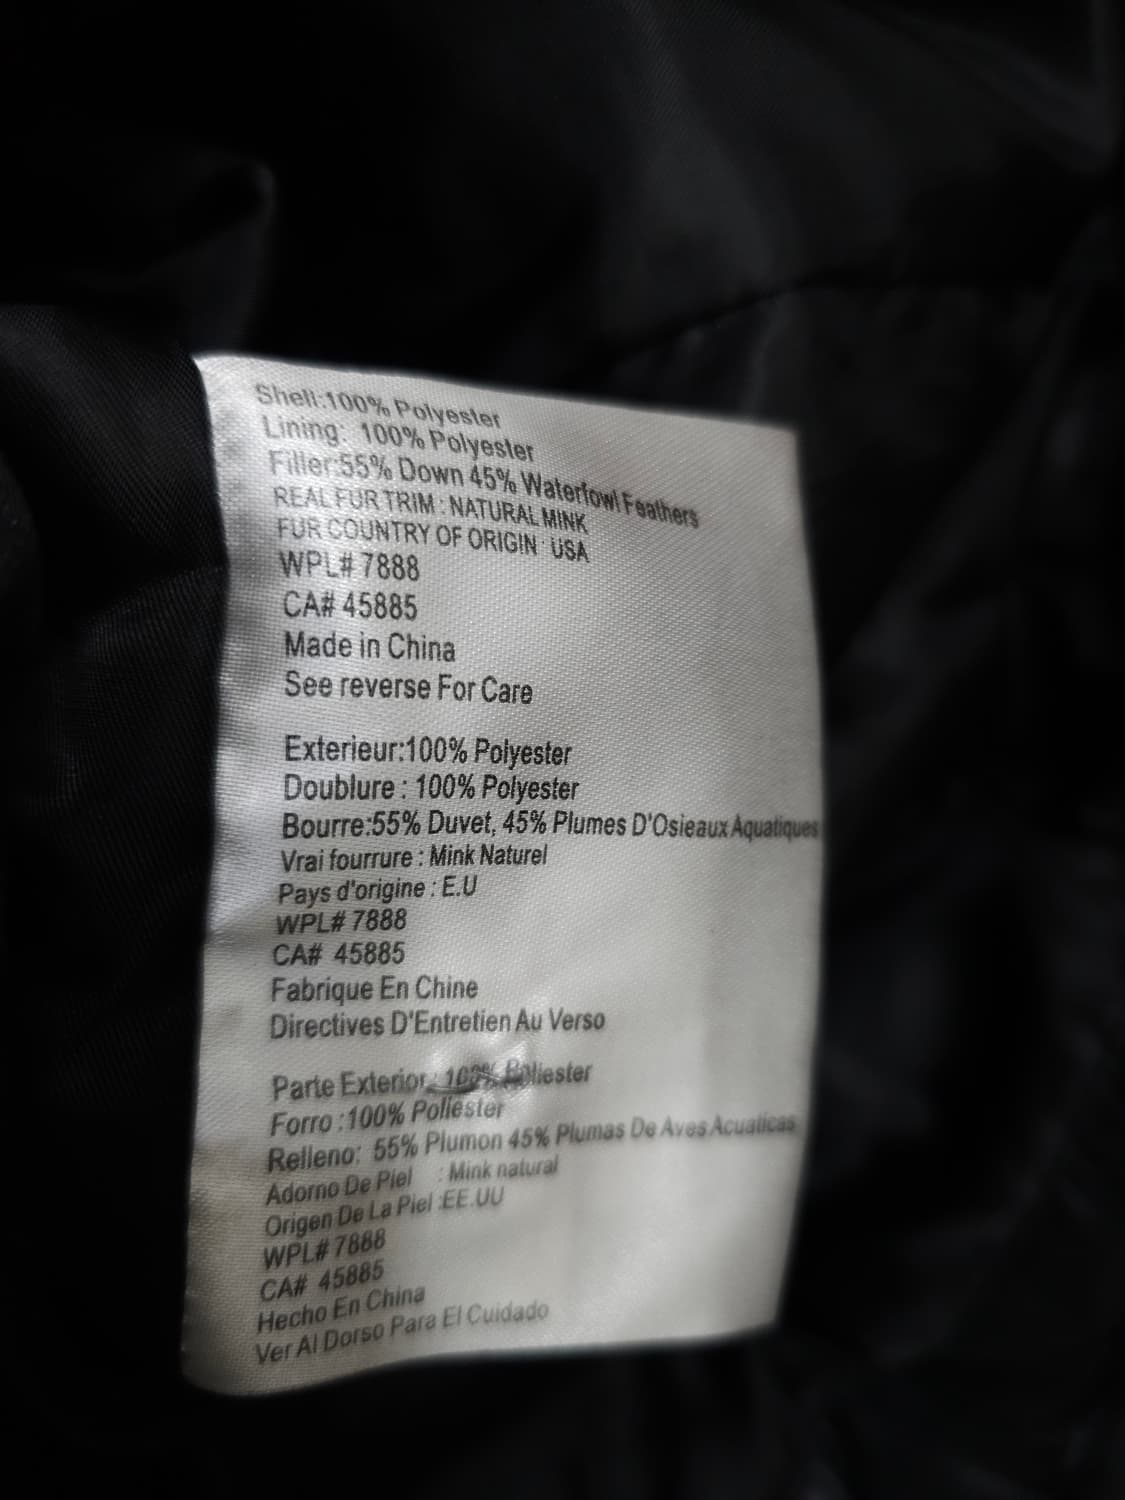 Shell:100% Polyester
Lining: 100% Polyester
Filler:55% Down 45% Waterfowl Feathers
REAL FUR TRIM : NATURAL MINK
FUR COUNTRY OF ORIGIN : USA
WPL# 7888
CA# 45885
Made in China
See reverse For Care
Exterieur:100% Polyester
Doublure : 100% Polyester
Bourre:55% Duvet, 45% Plumes D'Osieaux Aquatiques
Vrai fourrure : Mink Naturel
Pays d'origine : E.U
WPL# 7888
CA# 45885
Fabrique En Chine
Directives D'Entretien Au Verso
Parte Exterior: 100% Poliester
Forro :100% Poliester
Relleno: 55% Plumon 45% Plumas De Aves Acuaticas
Adorno De Piel : Mink natural
Origen De La Piel :EE.UU
WPL# 7888
CA# 45885
Hecho En China
Ver Al Dorso Para El Cuidado